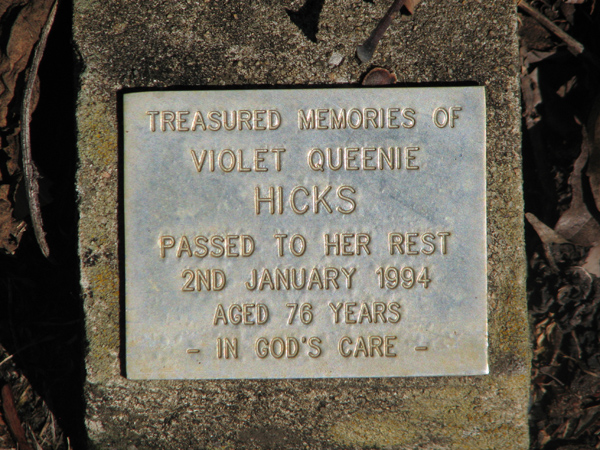 TREASURED MEMORIES OF
VIOLET QUEENIE
HICKS
PASSED TO HER REST
2ND JANUARY 1994
AGED 76 YEARS
- IN GOD'S CARE -